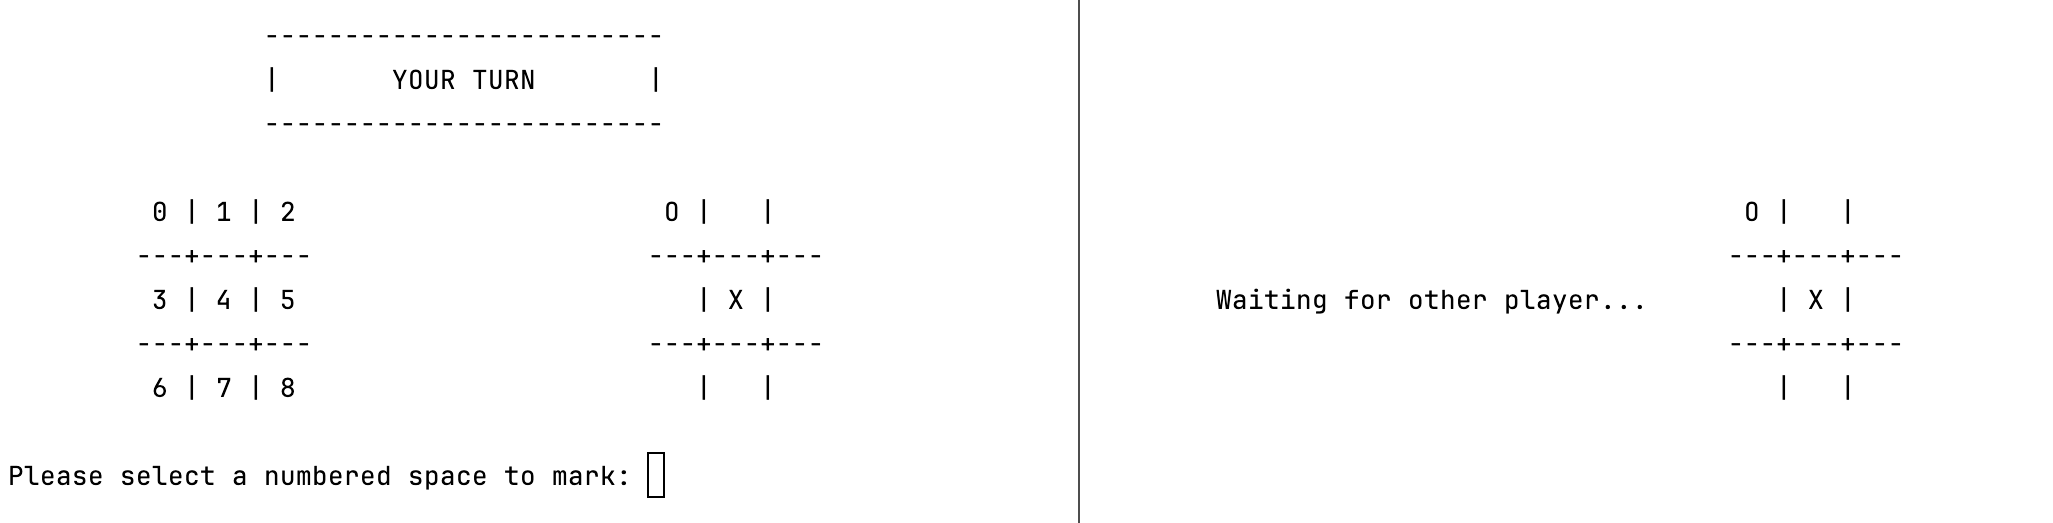 -------------------------
|       YOUR TURN       |
-------------------------
0 | 1 | 2
---+---+---
3 | 4 | 5
---+---+---
6 | 7 | 8
O |   |
---+---+---
  | X |
---+---+---
  |   |
Please select a numbered space to mark:
Waiting for other player...
O |   |
---+---+---
  | X |
---+---+---
  |   |